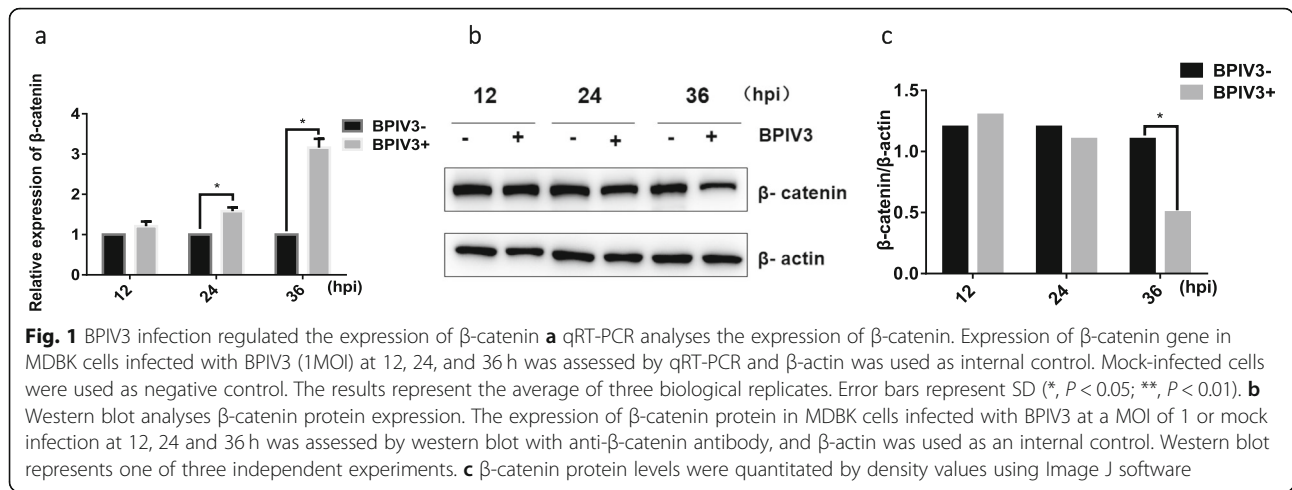 a
Relative expression of β-catenin
4
3
2
1
0
*
*
BPIV3-
BPIV3+
12
24
36
(hpi)
b
12 24 36 (hpi)
- + - + - + BPIV3
β- catenin
β- actin
c
BPIV3-
BPIV3+
β-catenin/β-actin
1.5
1.0
0.5
0.0
*
12
24
36
(hpi)
Fig. 1 BPIV3 infection regulated the expression of β-catenin a qRT-PCR analyses the expression of β-catenin. Expression of β-catenin gene in
MDBK cells infected with BPIV3 (1MOI) at 12, 24, and 36 h was assessed by qRT-PCR and β-actin was used as internal control. Mock-infected cells
were used as negative control. The results represent the average of three biological replicates. Error bars represent SD (*, P < 0.05; **, P < 0.01). b
Western blot analyses β-catenin protein expression. The expression of β-catenin protein in MDBK cells infected with BPIV3 at a MOI of 1 or mock
infection at 12, 24 and 36 h was assessed by western blot with anti-β-catenin antibody, and β-actin was used as an internal control. Western blot
represents one of three independent experiments. c β-catenin protein levels were quantitated by density values using Image J software